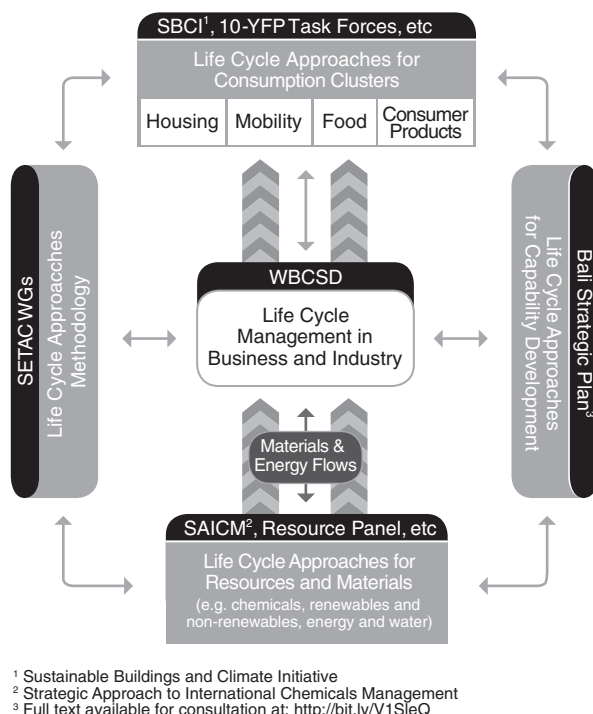 SBCI¹, 10-YFP Task Forces, etc
Life Cycle Approaches for
Consumption Clusters
Housing
Mobility
Food
Consumer
Products
SETAC WGs
Life Cycle Approacches
Methodology
WBCSD
Life Cycle
Management in
Business and Industry
Bali Strategic Plan³
Life Cycle Approaches
for Capability Development
Materials &
Energy Flows
SAICM², Resource Panel, etc
Life Cycle Approaches for
Resources and Materials
(e.g. chemicals, renewables and
non-renewables, energy and water)
¹ Sustainable Buildings and Climate Initiative
² Strategic Approach to International Chemicals Management
³ Full text available for consultation at: http://bit.ly/V1SleQ